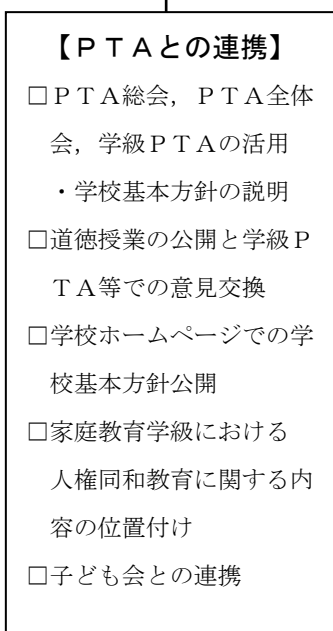 【ＰＴＡとの連携】
□ＰＴＡ総会，ＰＴＡ全体
会，学級ＰＴＡの活用
・学校基本方針の説明
□道徳授業の公開と学級Ｐ
ＴＡ等での意見交換
□学校ホームページでの学
校基本方針公開
□家庭教育学級における
人権同和教育に関する内
容の位置付け
□子ども会との連携